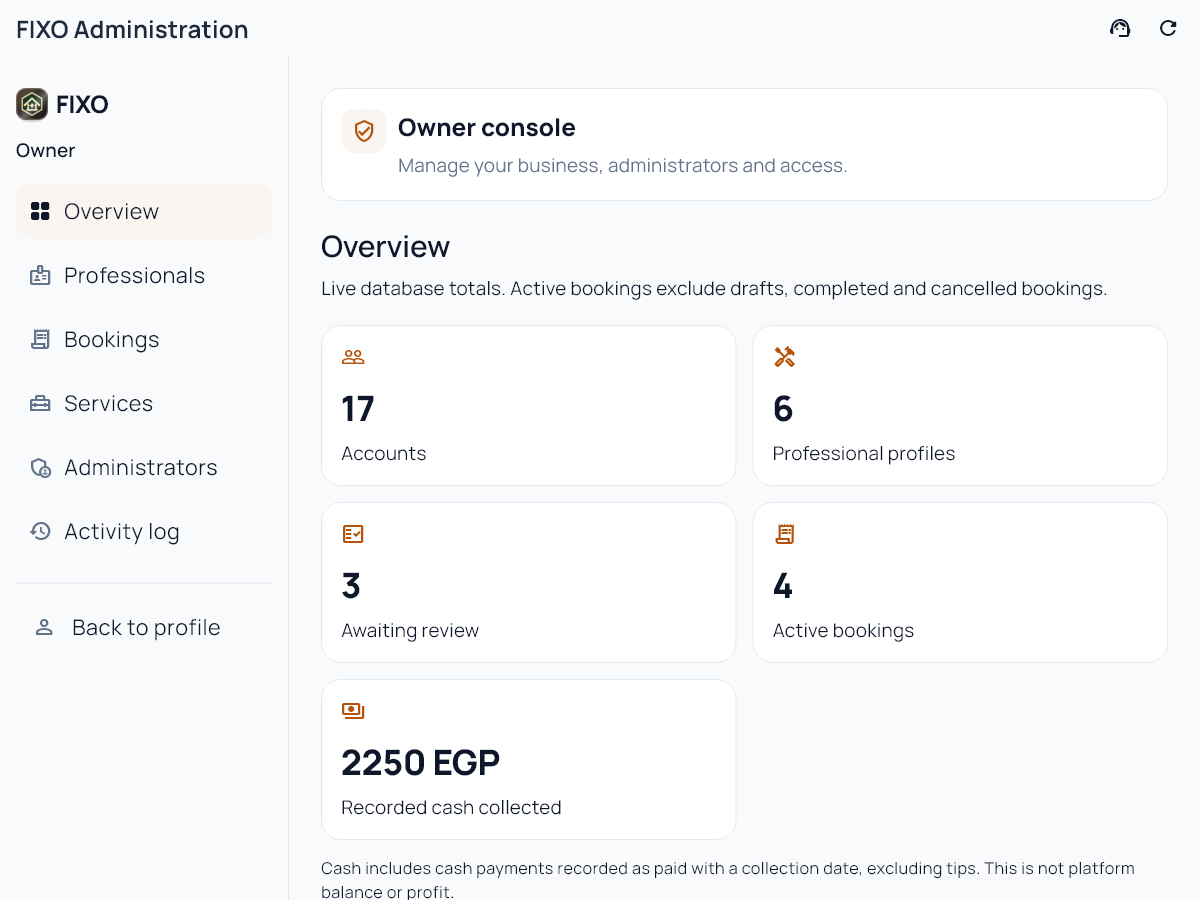 FIXO Administration
FIXO
Owner
Overview
Professionals
Bookings
Services
Administrators
Activity log
Back to profile
Owner console
Manage your business, administrators and access.
Overview
Live database totals. Active bookings exclude drafts, completed and cancelled bookings.
17
Accounts
6
Professional profiles
3
Awaiting review
4
Active bookings
2250 EGP
Recorded cash collected
Cash includes cash payments recorded as paid with a collection date, excluding tips. This is not platform
balance or profit.